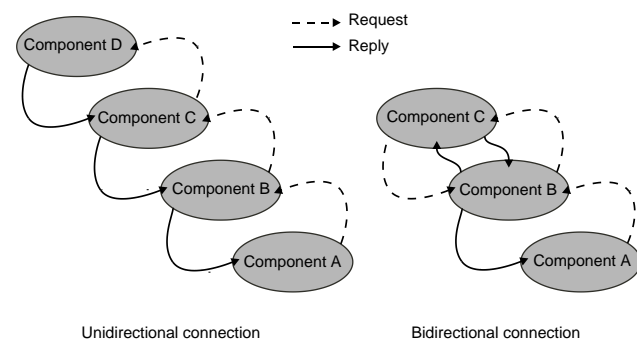 Request
Reply
Component D
Component C
Component B
Component A
Component C
Component B
Component A
Unidirectional connection
Bidirectional connection